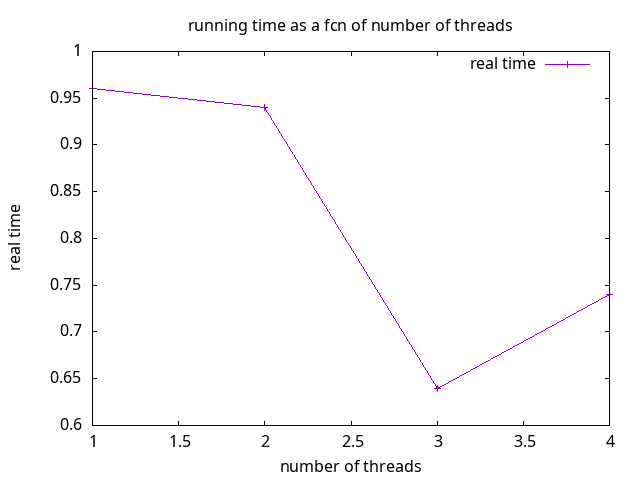 running time as a fcn of number of threads
real time
1
0.95
0.9
0.85
0.8
0.75
0.7
0.65
0.6
real time
1 1.5 2 2.5 3 3.5 4
number of threads